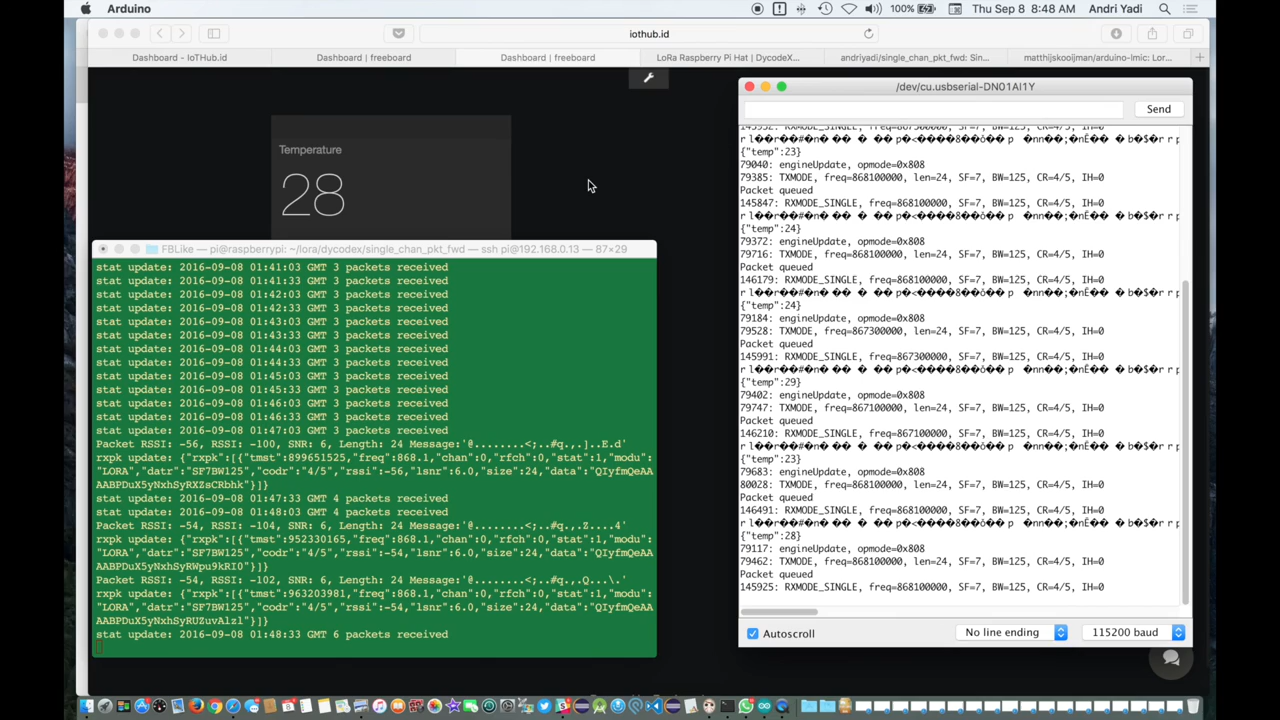 Arduino
100%
Thu Sep 8 8:48 AM
Andri Yadi
iothub.id
Dashboard - IoTHub.id
Dashboard | freeboard
Dashboard | freeboard
LoRa Raspberry Pi Hat | DycodeX...
andriyadi/single_chan_pkt_fwd: Sin...
matthijskooijman/arduino-lmic: Lor...
Temperature
28
FBLike — pi@raspberrypi: ~/lora/dycodex/single_chan_pkt_fwd — ssh pi@192.168.0.13 — 87×29
stat update: 2016-09-08 01:41:03 GMT 3 packets received
stat update: 2016-09-08 01:41:33 GMT 3 packets received
stat update: 2016-09-08 01:42:03 GMT 3 packets received
stat update: 2016-09-08 01:42:33 GMT 3 packets received
stat update: 2016-09-08 01:43:03 GMT 3 packets received
stat update: 2016-09-08 01:43:33 GMT 3 packets received
stat update: 2016-09-08 01:44:03 GMT 3 packets received
stat update: 2016-09-08 01:44:33 GMT 3 packets received
stat update: 2016-09-08 01:45:03 GMT 3 packets received
stat update: 2016-09-08 01:45:33 GMT 3 packets received
stat update: 2016-09-08 01:46:03 GMT 3 packets received
stat update: 2016-09-08 01:46:33 GMT 3 packets received
stat update: 2016-09-08 01:47:03 GMT 3 packets received
Packet RSSI: -56, RSSI: -100, SNR: 6, Length: 24 Message:'@........<;..#q.,.]..E.d'
rxpk update: {"rxpk":[{"tmst":899651525,"freq":868.1,"chan":0,"rfch":0,"stat":1,"modu":
"LORA","datr":"SF7BW125","codr":"4/5","rssi":-56,"lsnr":6.0,"size":24,"data":"QIyfmQeAA
AABPDuX5yNxhSyRXZsCRbhk"}]}
stat update: 2016-09-08 01:47:33 GMT 4 packets received
stat update: 2016-09-08 01:48:03 GMT 4 packets received
Packet RSSI: -54, RSSI: -104, SNR: 6, Length: 24 Message:'@........<;..#q.,.Z....4'
rxpk update: {"rxpk":[{"tmst":952330165,"freq":868.1,"chan":0,"rfch":0,"stat":1,"modu":
"LORA","datr":"SF7BW125","codr":"4/5","rssi":-54,"lsnr":6.0,"size":24,"data":"QIyfmQeAA
AABPDuX5yNxhSyRWpu9kRI0"}]}
Packet RSSI: -54, RSSI: -102, SNR: 6, Length: 24 Message:'@........<;..#q.,.Q...\.'
rxpk update: {"rxpk":[{"tmst":963203981,"freq":868.1,"chan":0,"rfch":0,"stat":1,"modu":
"LORA","datr":"SF7BW125","codr":"4/5","rssi":-54,"lsnr":6.0,"size":24,"data":"QIyfmQeAA
AABPDuX5yNxhSyRUZuvAlzl"}]}
stat update: 2016-09-08 01:48:33 GMT 6 packets received
/dev/cu.usbserial-DN01AI1Y
Send
{"temp":23}
79040: engineUpdate, opmode=0x808
79385: TXMODE, freq=868100000, len=24, SF=7, BW=125, CR=4/5, IH=0
Packet queued
145847: RXMODE_SINGLE, freq=868100000, SF=7, BW=125, CR=4/5, IH=0
{"temp":24}
79372: engineUpdate, opmode=0x808
79716: TXMODE, freq=868100000, len=24, SF=7, BW=125, CR=4/5, IH=0
Packet queued
146179: RXMODE_SINGLE, freq=868100000, SF=7, BW=125, CR=4/5, IH=0
{"temp":24}
79184: engineUpdate, opmode=0x808
79528: TXMODE, freq=867300000, len=24, SF=7, BW=125, CR=4/5, IH=0
Packet queued
145991: RXMODE_SINGLE, freq=867300000, SF=7, BW=125, CR=4/5, IH=0
{"temp":29}
79402: engineUpdate, opmode=0x808
79747: TXMODE, freq=867100000, len=24, SF=7, BW=125, CR=4/5, IH=0
Packet queued
146210: RXMODE_SINGLE, freq=867100000, SF=7, BW=125, CR=4/5, IH=0
{"temp":23}
79683: engineUpdate, opmode=0x808
80028: TXMODE, freq=868100000, len=24, SF=7, BW=125, CR=4/5, IH=0
Packet queued
146491: RXMODE_SINGLE, freq=868100000, SF=7, BW=125, CR=4/5, IH=0
{"temp":28}
79117: engineUpdate, opmode=0x808
79462: TXMODE, freq=868100000, len=24, SF=7, BW=125, CR=4/5, IH=0
Packet queued
145925: RXMODE_SINGLE, freq=868100000, SF=7, BW=125, CR=4/5, IH=0
Autoscroll
No line ending
115200 baud